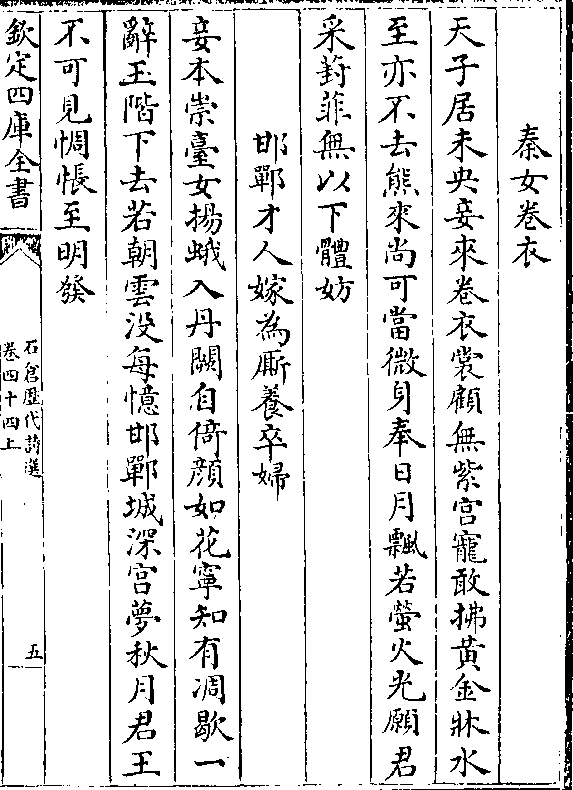 秦女卷衣
天子居未央妾來卷衣裳顧無紫宫寵敢拂黃金牀水
至亦不去熊來尚可當微身奉日月飄若螢火光願君
采葑菲無以下體妨
邯鄲才人嫁為厮養卒婦
妾本崇臺女揚蛾入丹闕自倚顔如花寧知有凋歇一
辭玉階下去若朝雲没每憶邯鄲城深宫夢秋月君王
不可見惆悵至明發
欽定四庫全書
石倉歷代詩選
卷四十四上
五